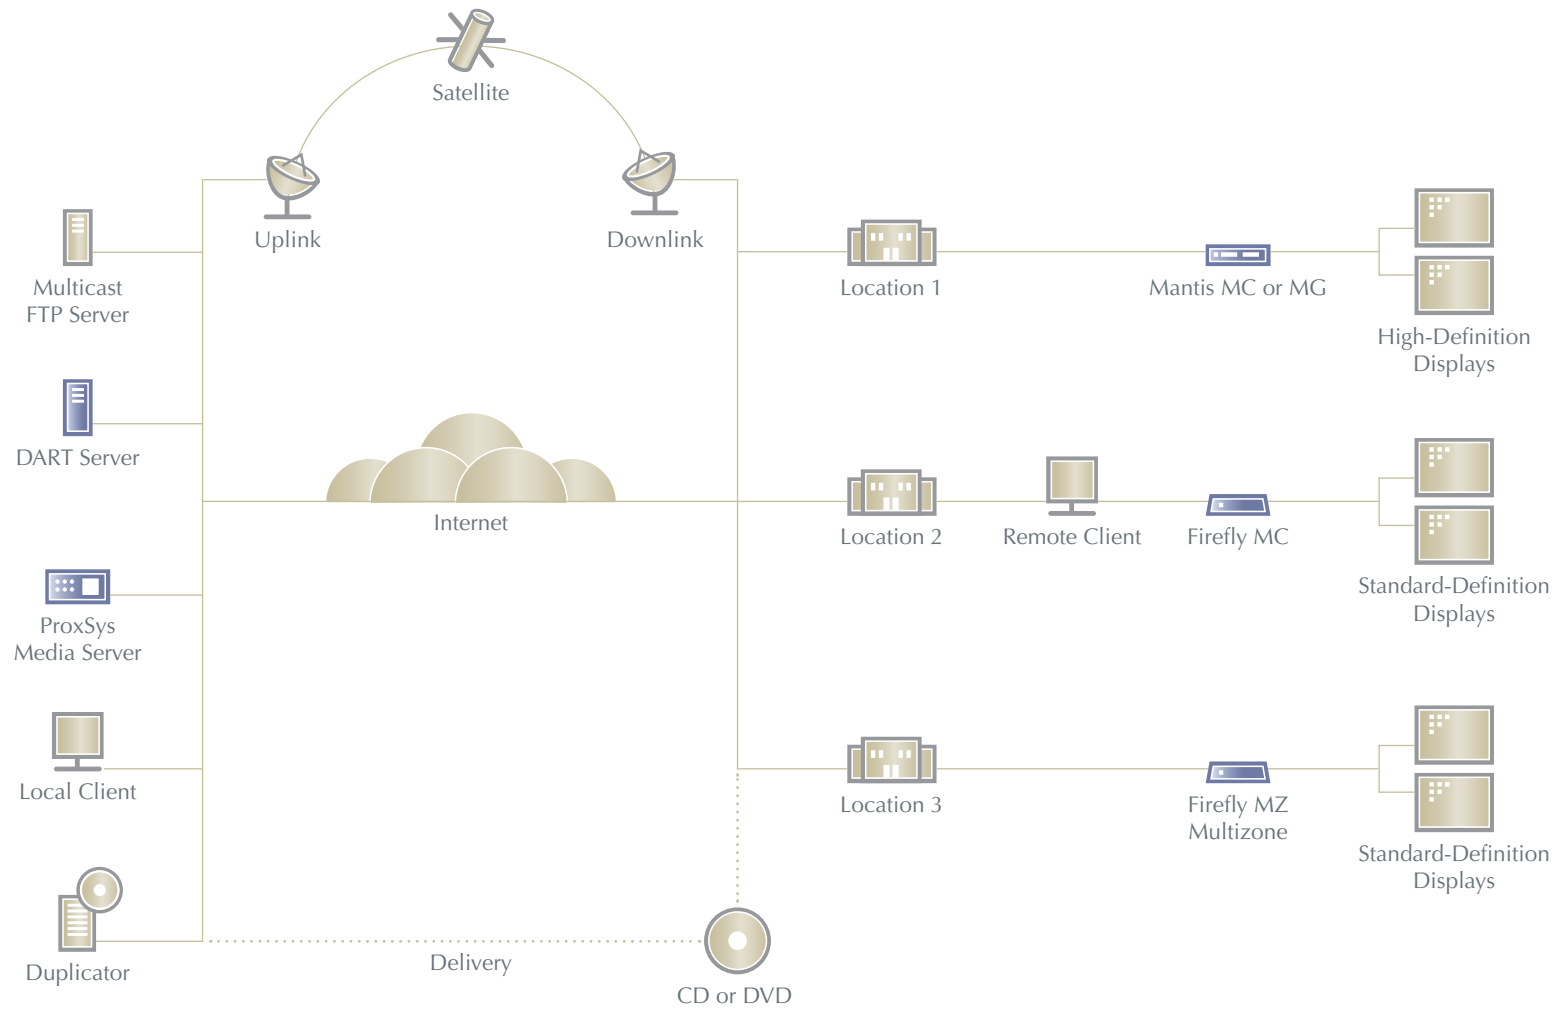 Satellite
Uplink
Downlink
Multicast
FTP Server
Location 1
Mantis MC or MG
High-Definition
Displays
DART Server
Internet
Location 2
Remote Client
Firefly MC
Standard-Definition
Displays
ProxSys
Media Server
Local Client
Location 3
Firefly MZ
Multizone
Standard-Definition
Displays
Duplicator
Delivery
CD or DVD